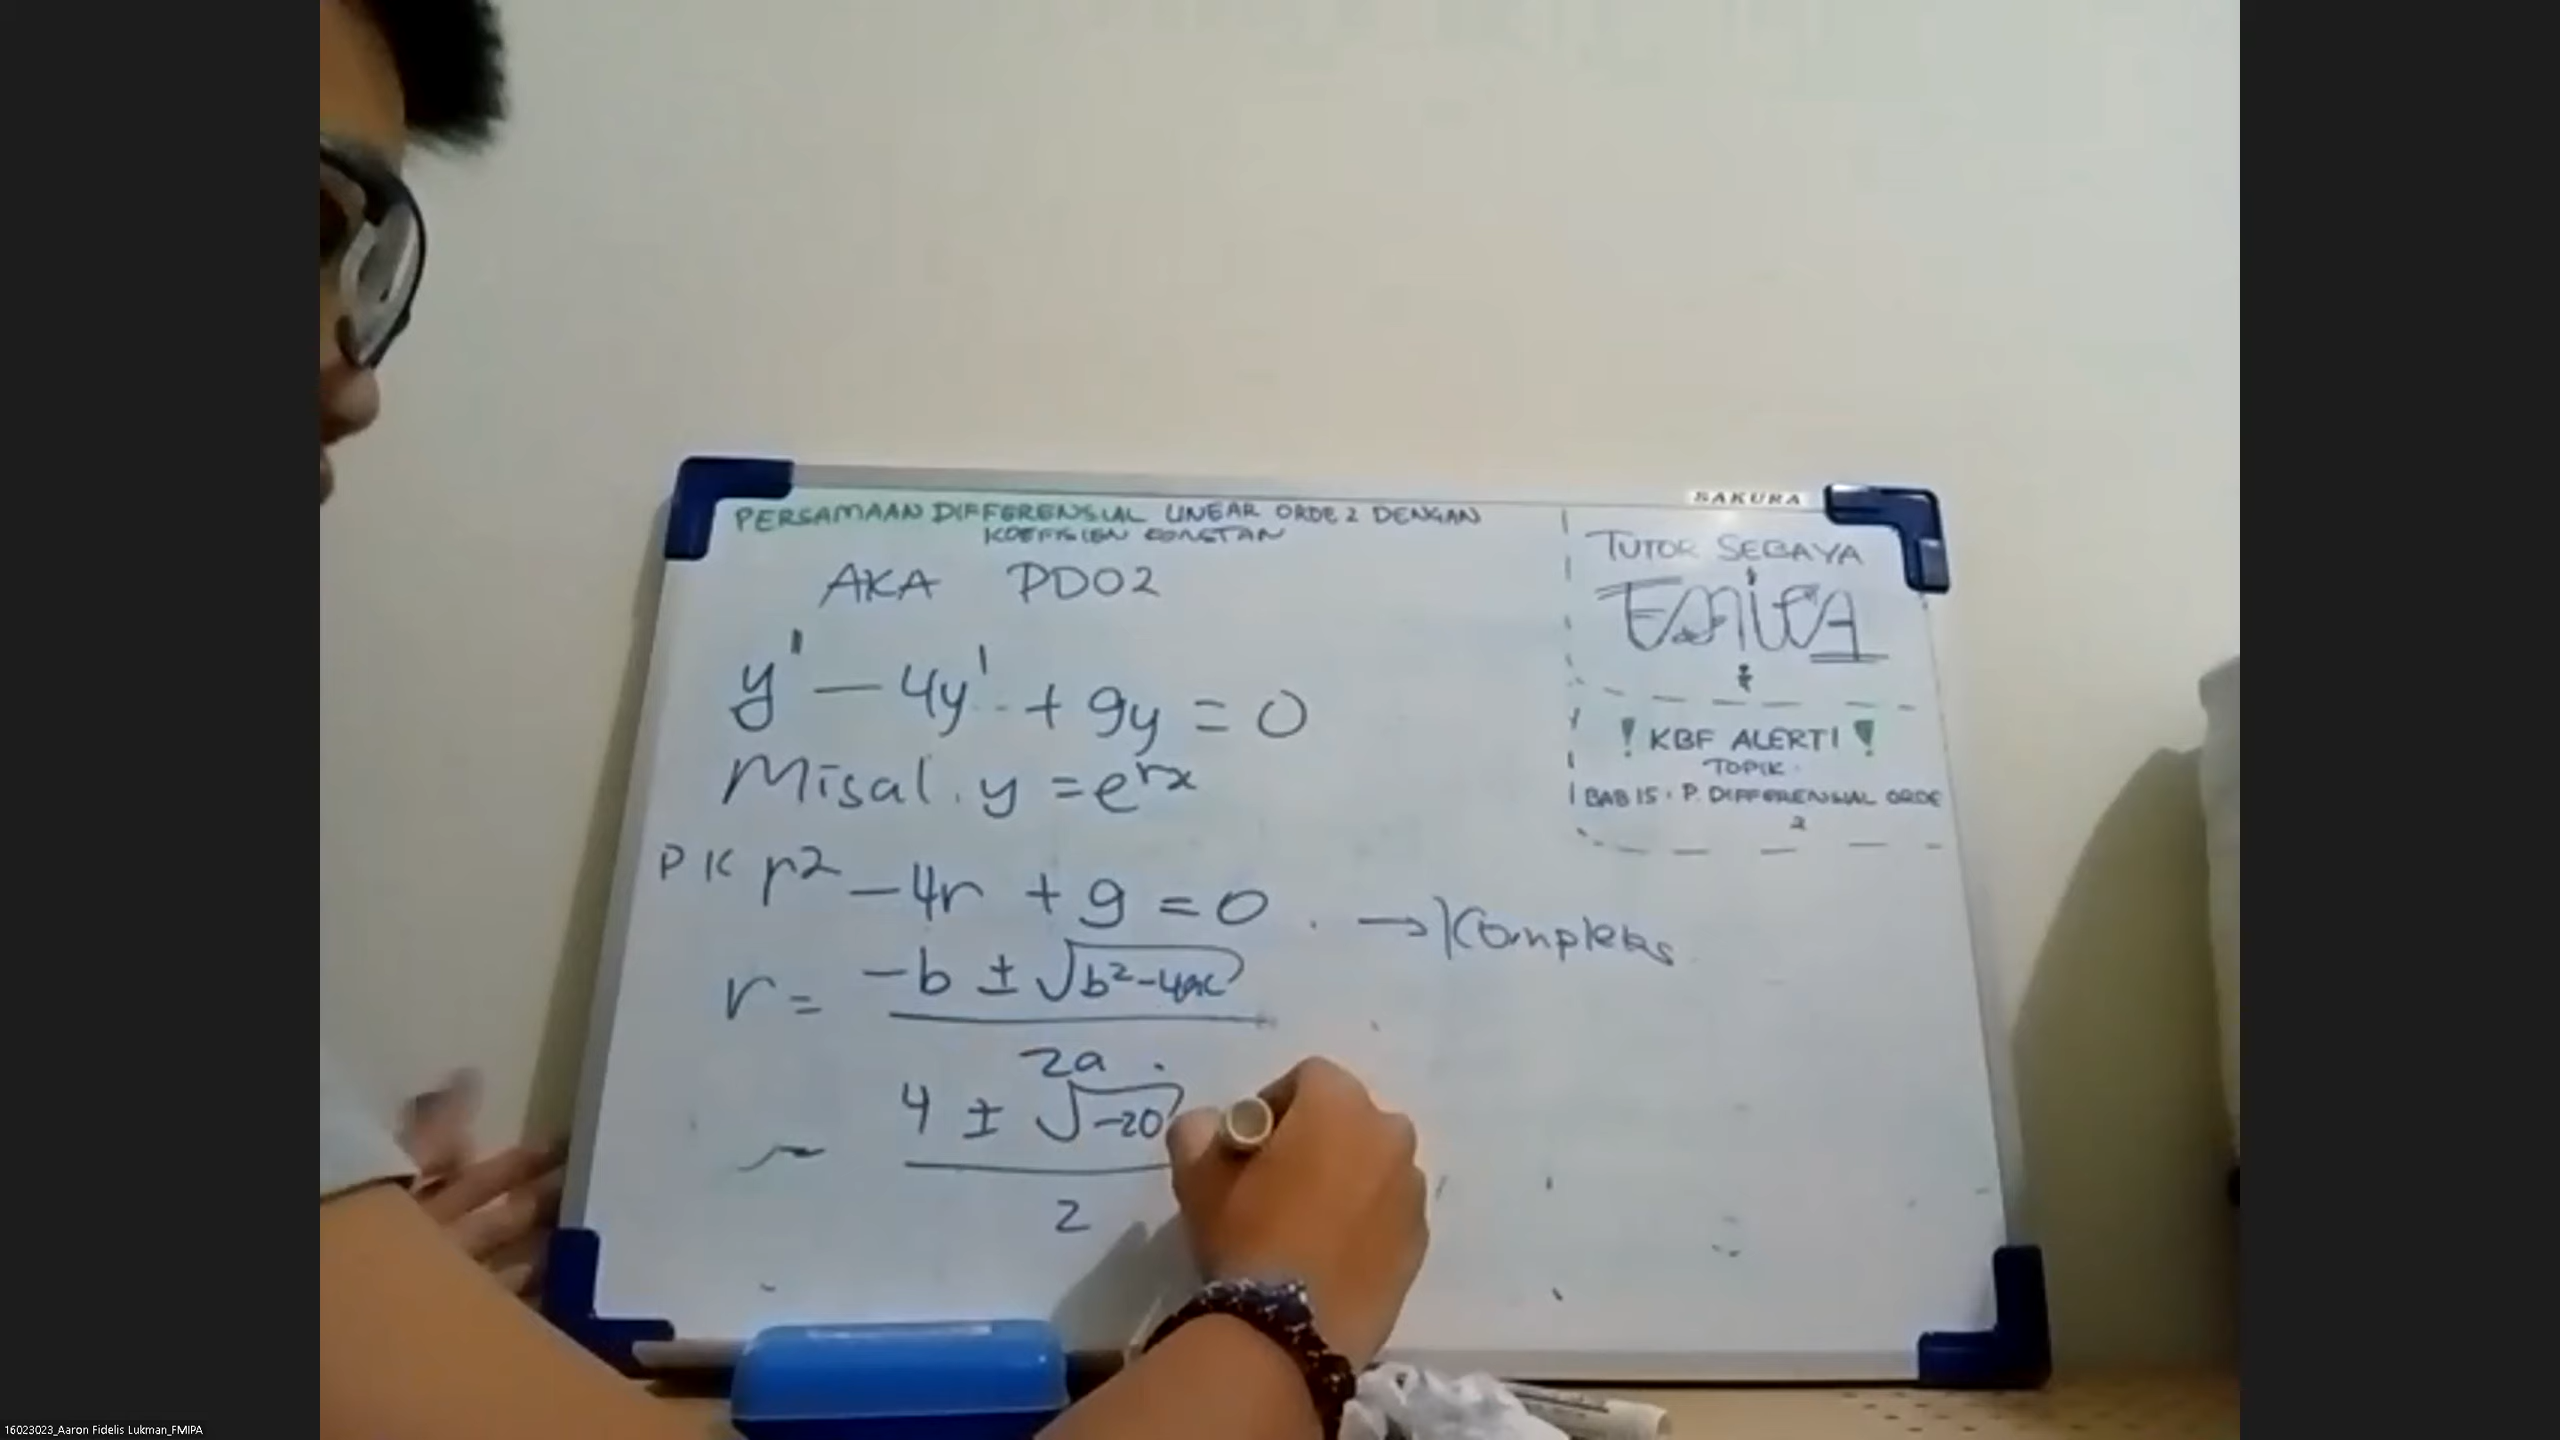 SAKURA
PERSAMAAN DIFFERENSIAL LINEAR ORDE 2 DENGAN
KOEFISIEN KONSTAN
AKA PDO2
y' - 4y' + 9y = 0
Misal. y = e^rx
PK r² - 4r + 9 = 0 . → Kompleks
r = -b ± √b²-4ac
2a
4 ± √-20
2
TUTOR SEBAYA
! KBF ALERT! !
TOPIK
BAB 15. P. DIFFERENSIAL ORDE
2
16023023_Aaron Fidelis Lukman_FMIPA